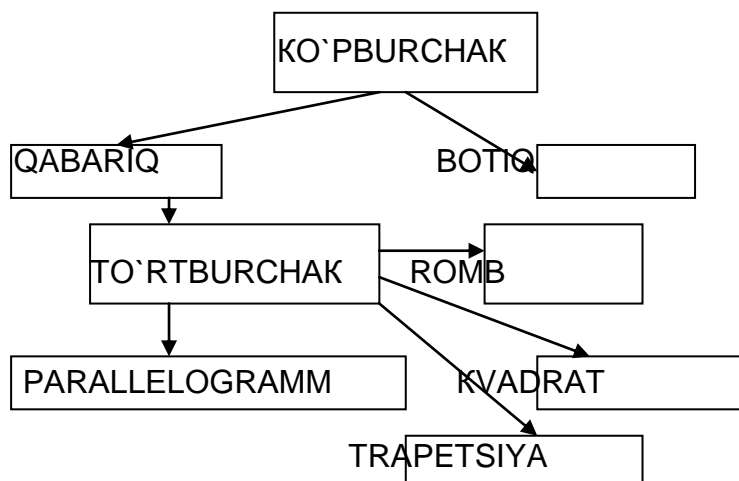 KO`PBURCHAK
QABARIQ BOTIQ
TO`RTBURCHAK ROMB
PARALLELOGRAMM KVADRAT
TRAPETSIYA